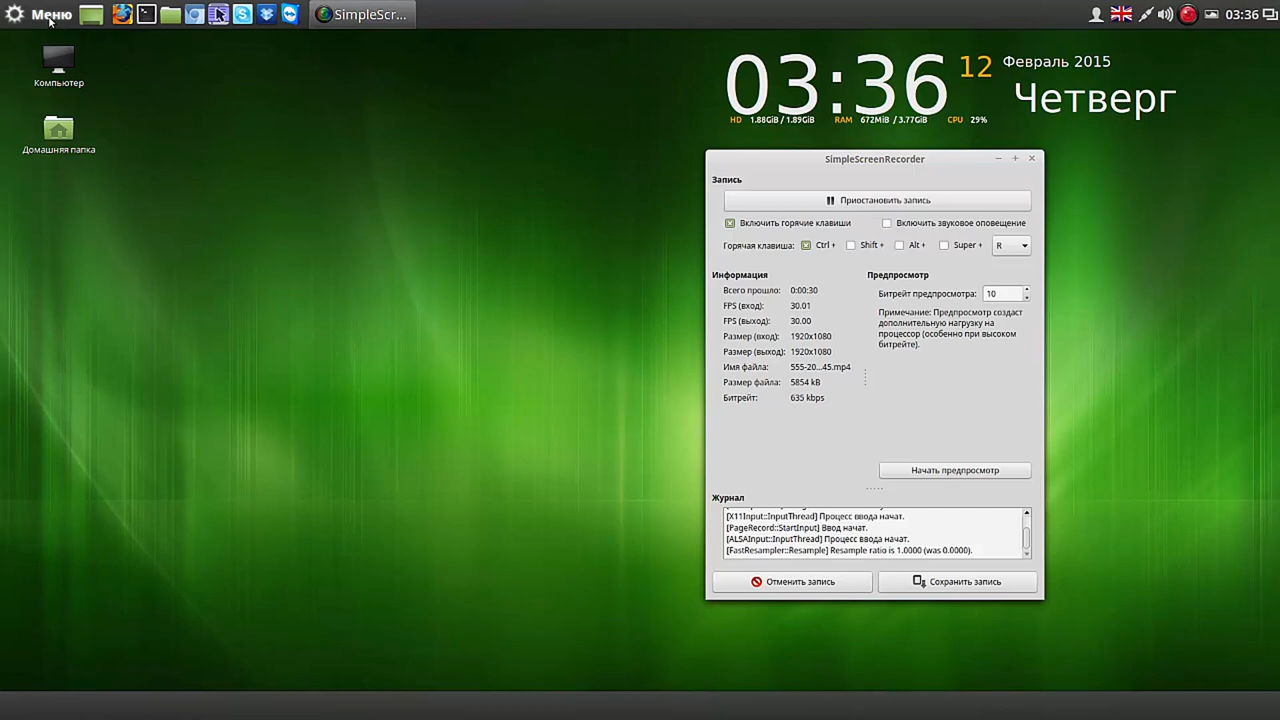 Меню
SimpleScr...
03:36
Компьютер
Домашняя папка
03:36
12
Февраль 2015
Четверг
HD 1.88GiB / 1.89GiB RAM 672MiB / 3.77GiB CPU 29%
SimpleScreenRecorder
Запись
Приостановить запись
Включить горячие клавиши
Включить звуковое оповещение
Горячая клавиша: Ctrl + Shift + Alt + Super + R
Информация
Всего прошло: 0:00:30
FPS (вход): 30.01
FPS (выход): 30.00
Размер (вход): 1920x1080
Размер (выход): 1920x1080
Имя файла: 555-20...45.mp4
Размер файла: 5854 kB
Битрейт: 635 kbps
Предпросмотр
Битрейт предпросмотра: 10
Примечание: Предпросмотр создаст
дополнительную нагрузку на
процессор (особенно при высоком
битрейте).
Начать предпросмотр
Журнал
[X11Input::InputThread] Процесс ввода начат.
[PageRecord::StartInput] Ввод начат.
[ALSAInput::InputThread] Процесс ввода начат.
[FastResampler::Resample] Resample ratio is 1.0000 (was 0.0000).
Отменить запись
Сохранить запись